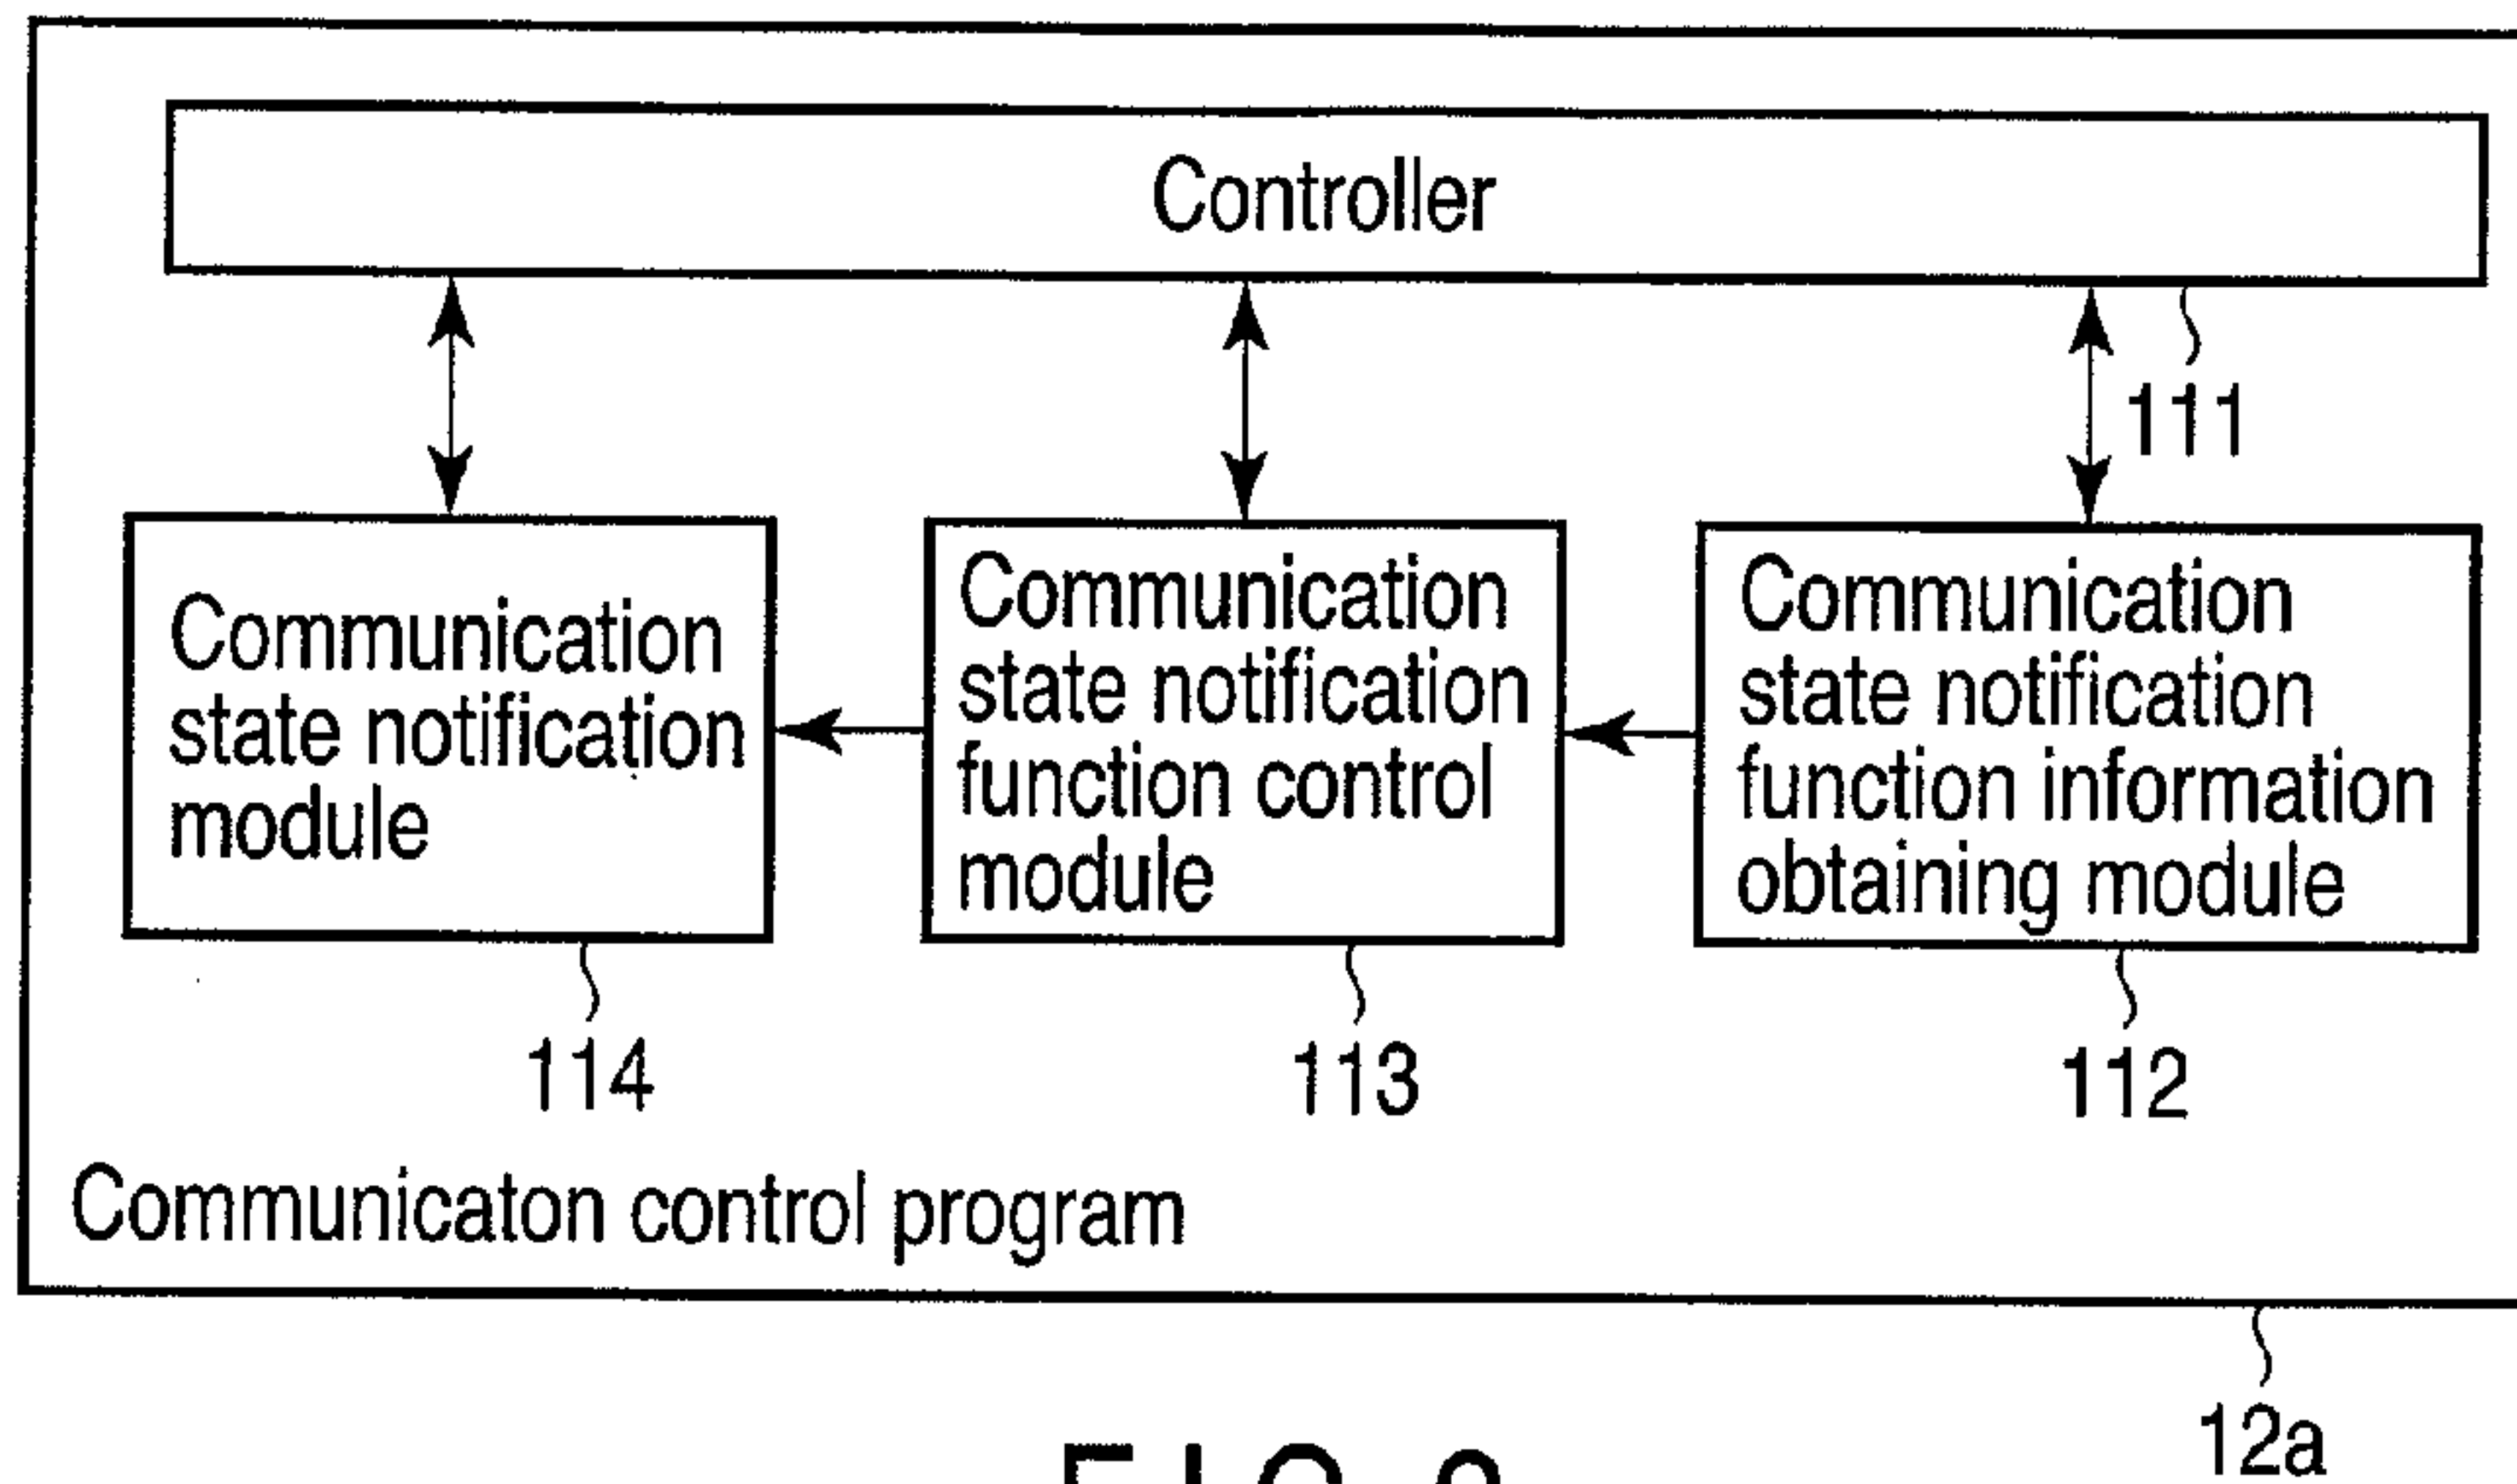 Controller
111
Communication
state notification
module
Communication
state notification
function control
module
Communication
state notification
function information
obtaining module
114
113
112
Communicaton control program
12a